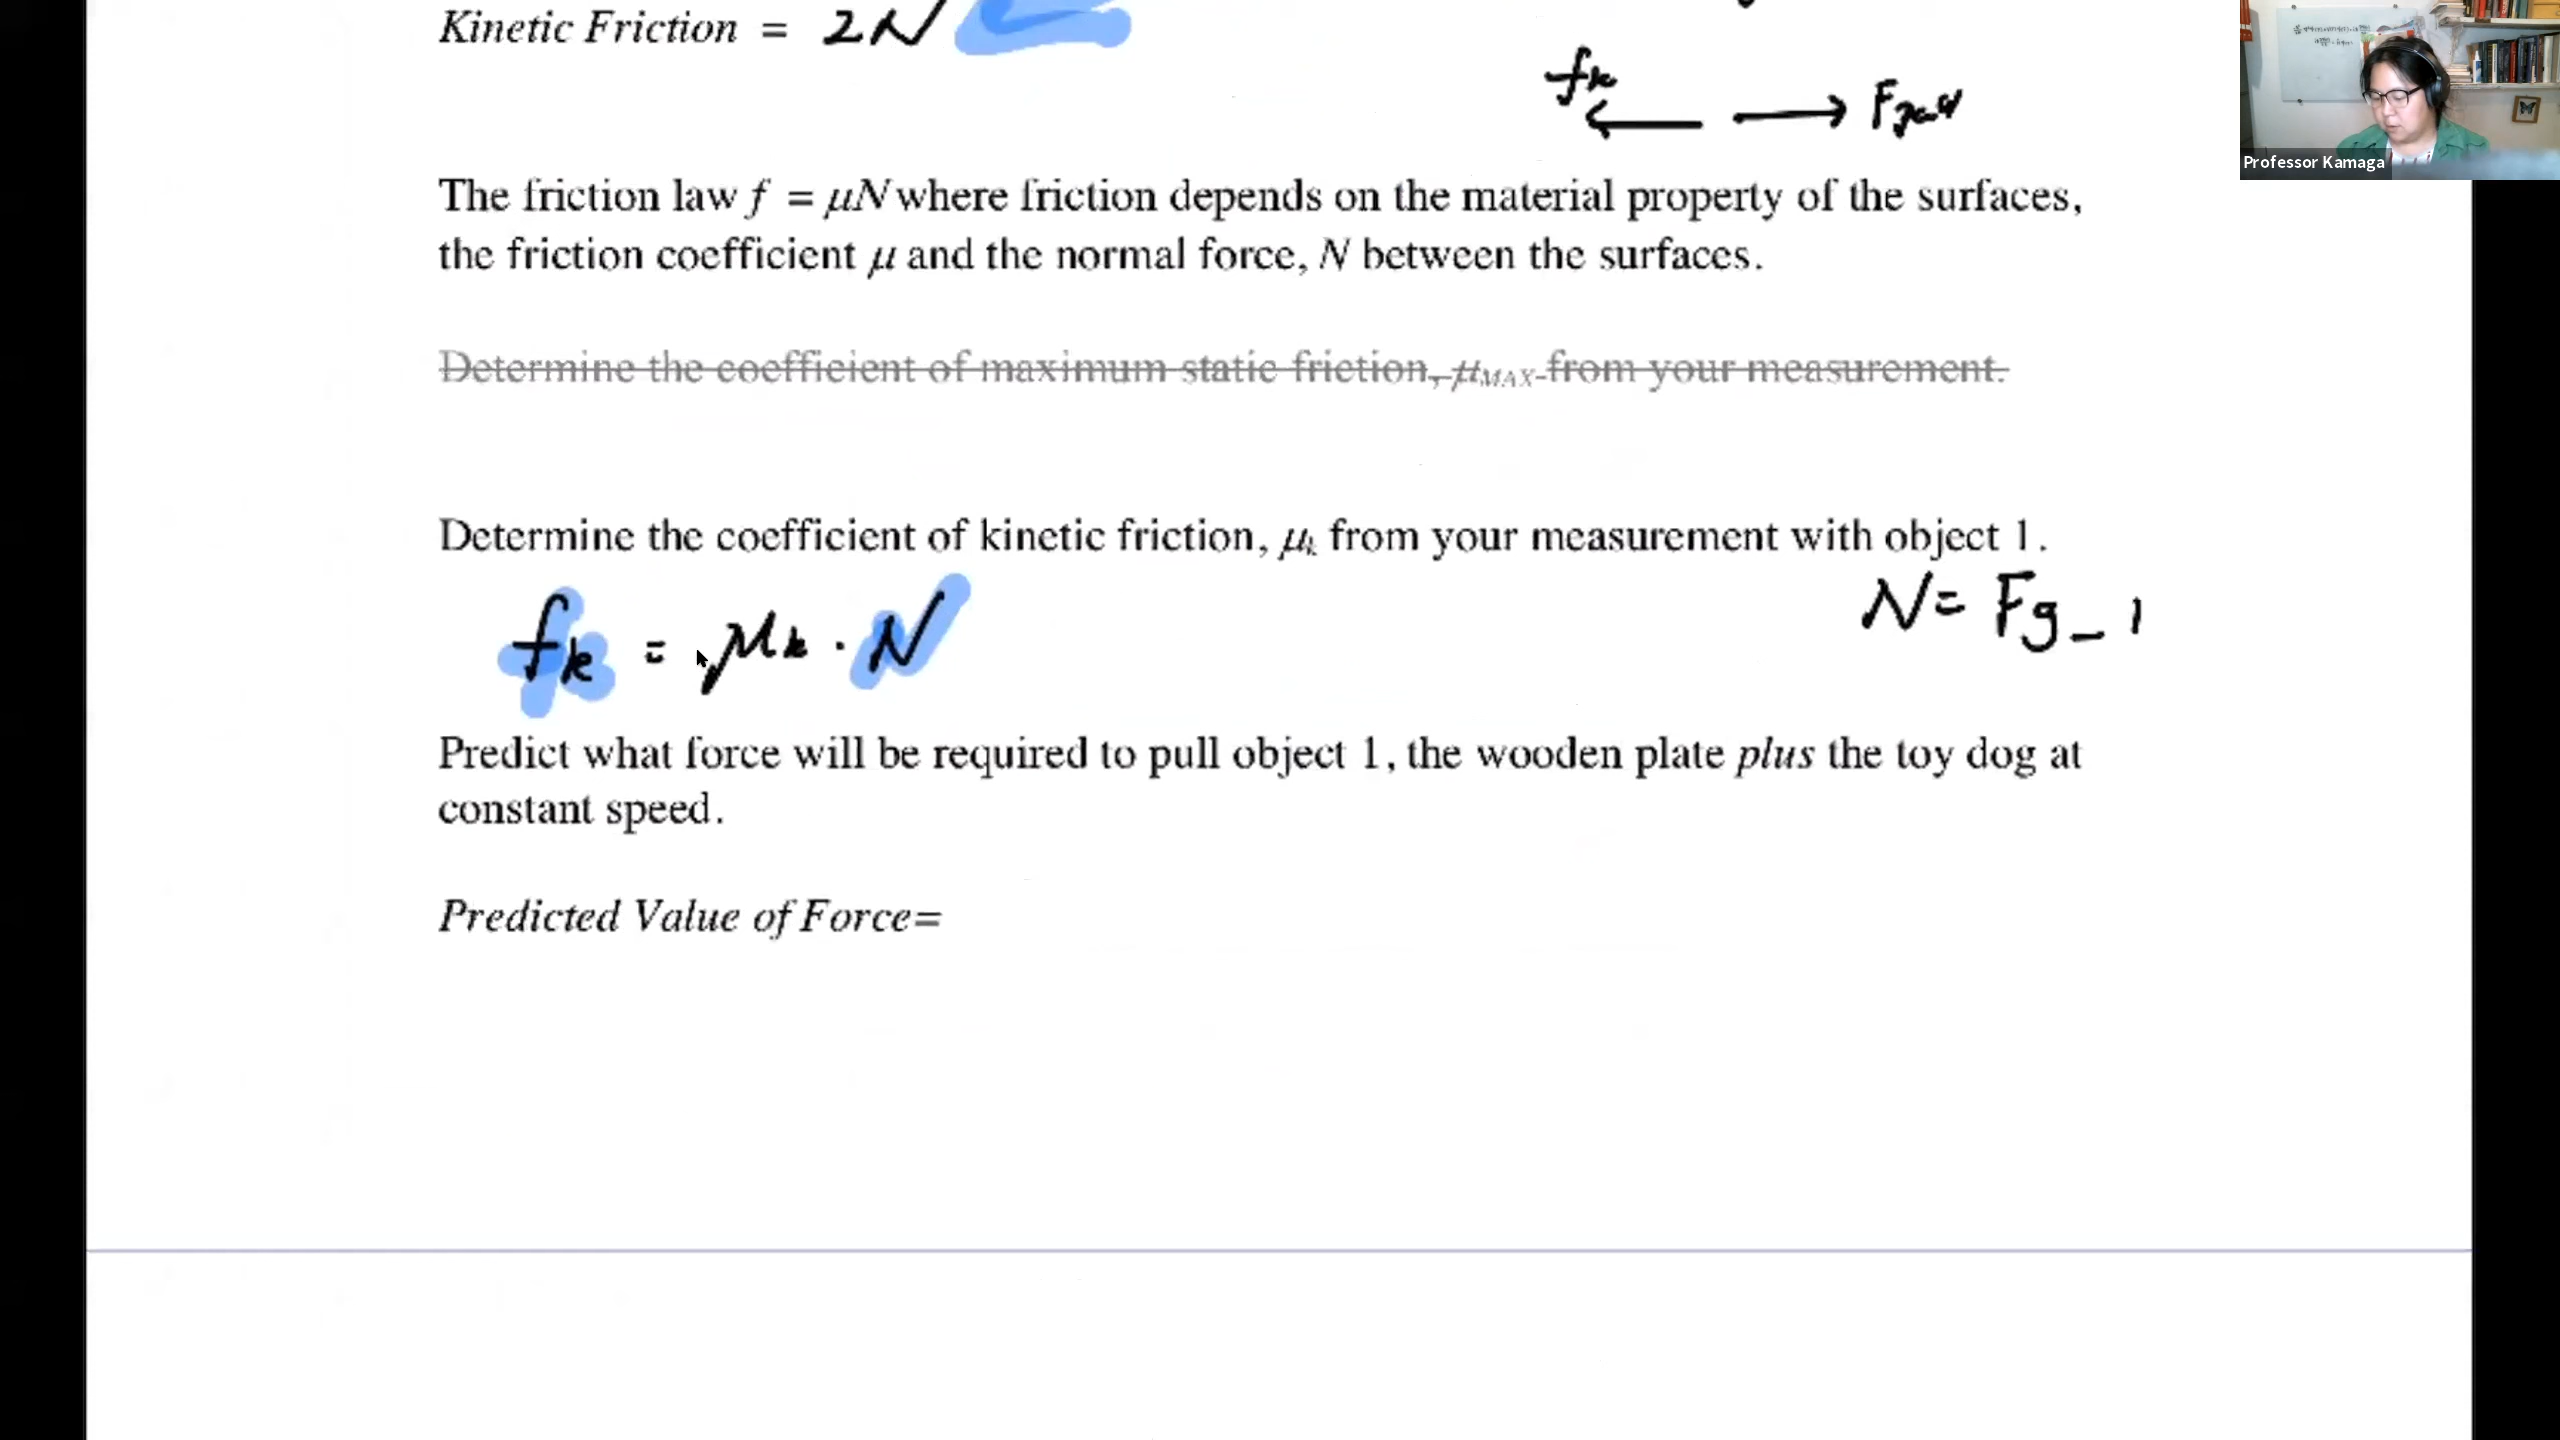 Kinetic Friction = 2N
fk
Professor Kamaga
The friction law f = μN where friction depends on the material property of the surfaces,
the friction coefficient μ and the normal force, N between the surfaces.
Determine the coefficient of maximum static friction, μMAX from your measurement.
Determine the coefficient of kinetic friction, μk from your measurement with object 1.
N = Fg_1
fk = μk · N
Predict what force will be required to pull object 1, the wooden plate plus the toy dog at
constant speed.
Predicted Value of Force=